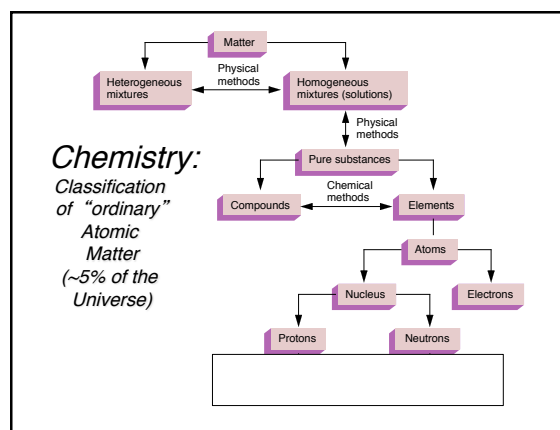 Matter
Heterogeneous
mixtures
Physical
methods
Homogeneous
mixtures (solutions)
Physical
methods
Chemistry:
Classification
of “ordinary”
Atomic
Matter
(~5% of the
Universe)
Pure substances
Compounds
Chemical
methods
Elements
Atoms
Nucleus
Electrons
Protons
Neutrons